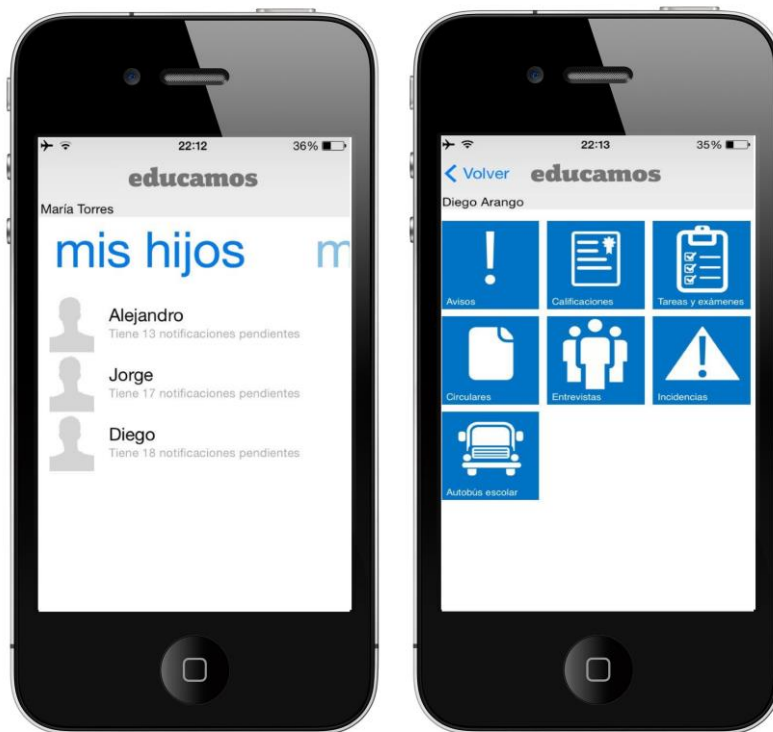 22:12 36%
educamos
María Torres
mis hijos m
Alejandro
Tiene 13 notificaciones pendientes
Jorge
Tiene 17 notificaciones pendientes
Diego
Tiene 18 notificaciones pendientes
22:13 35%
Volver educamos
Diego Arango
Avisos Calificaciones Tareas y exámenes
Circulares Entrevistas Incidencias
Autobús escolar